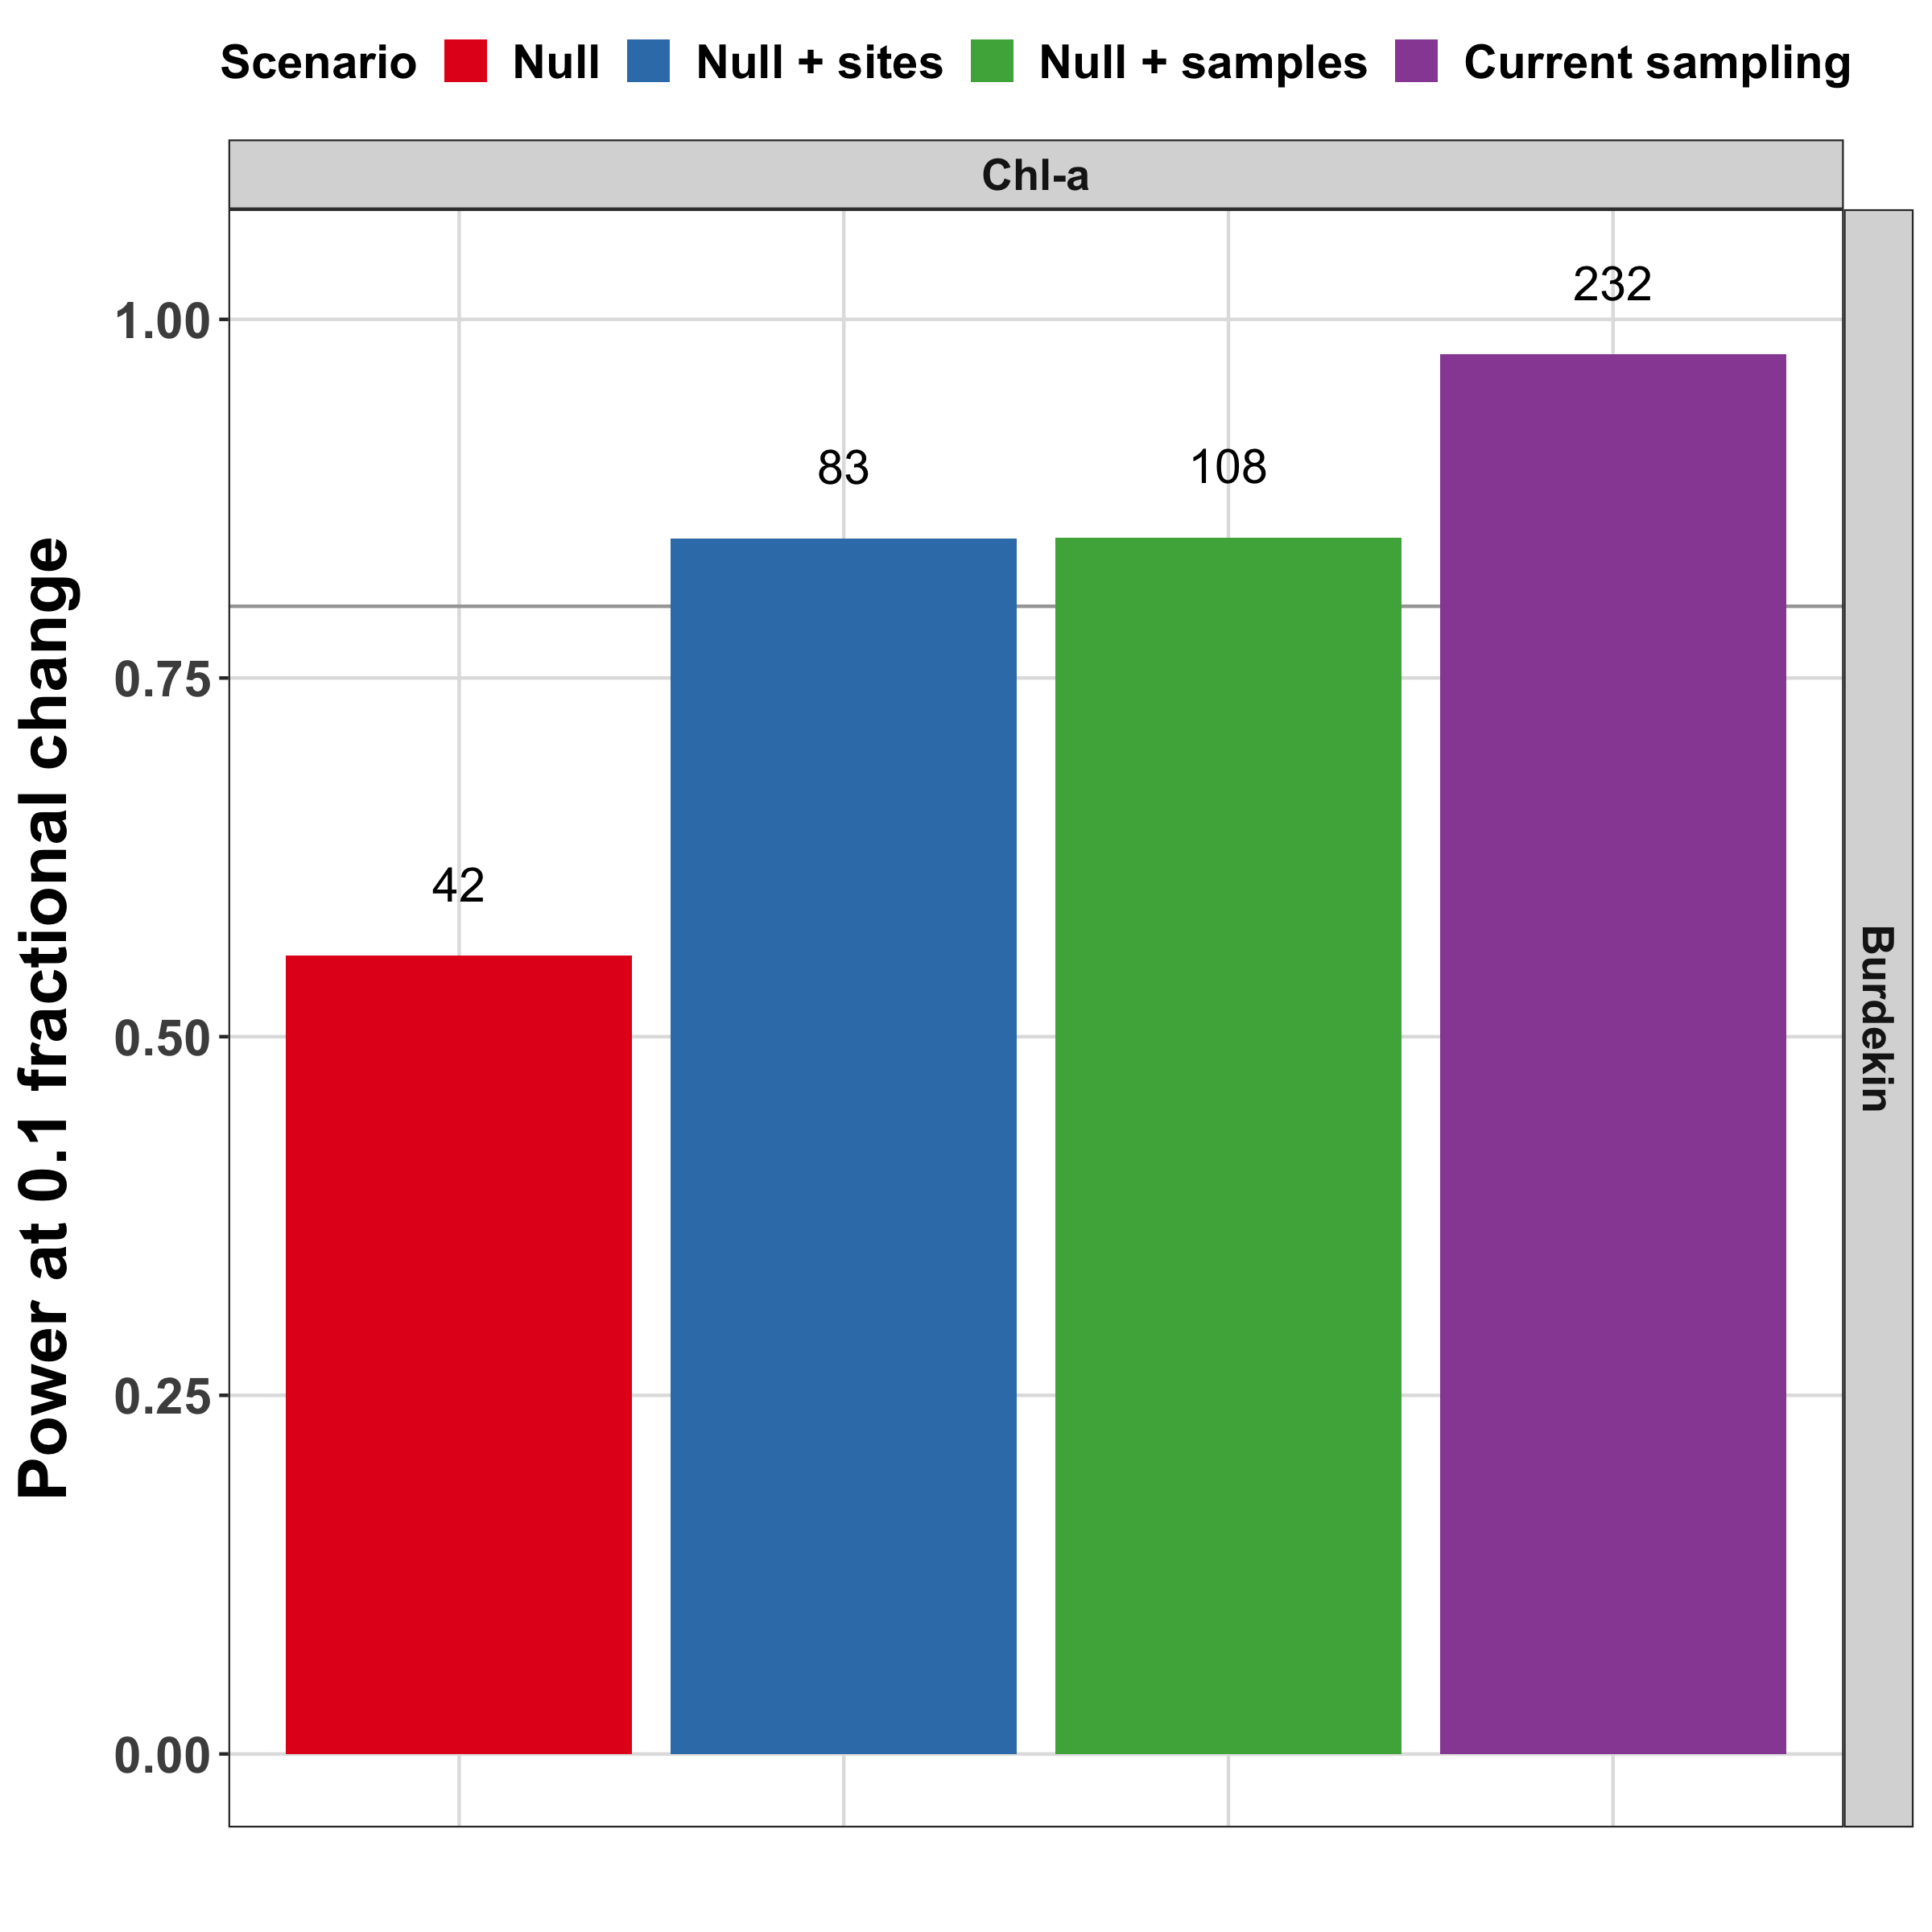 Scenario Null Null + sites Null + samples Current sampling
Chl-a
Power at 0.1 fractional change
1.00
0.75
0.50
0.25
0.00
42
83
108
232
Burdekin